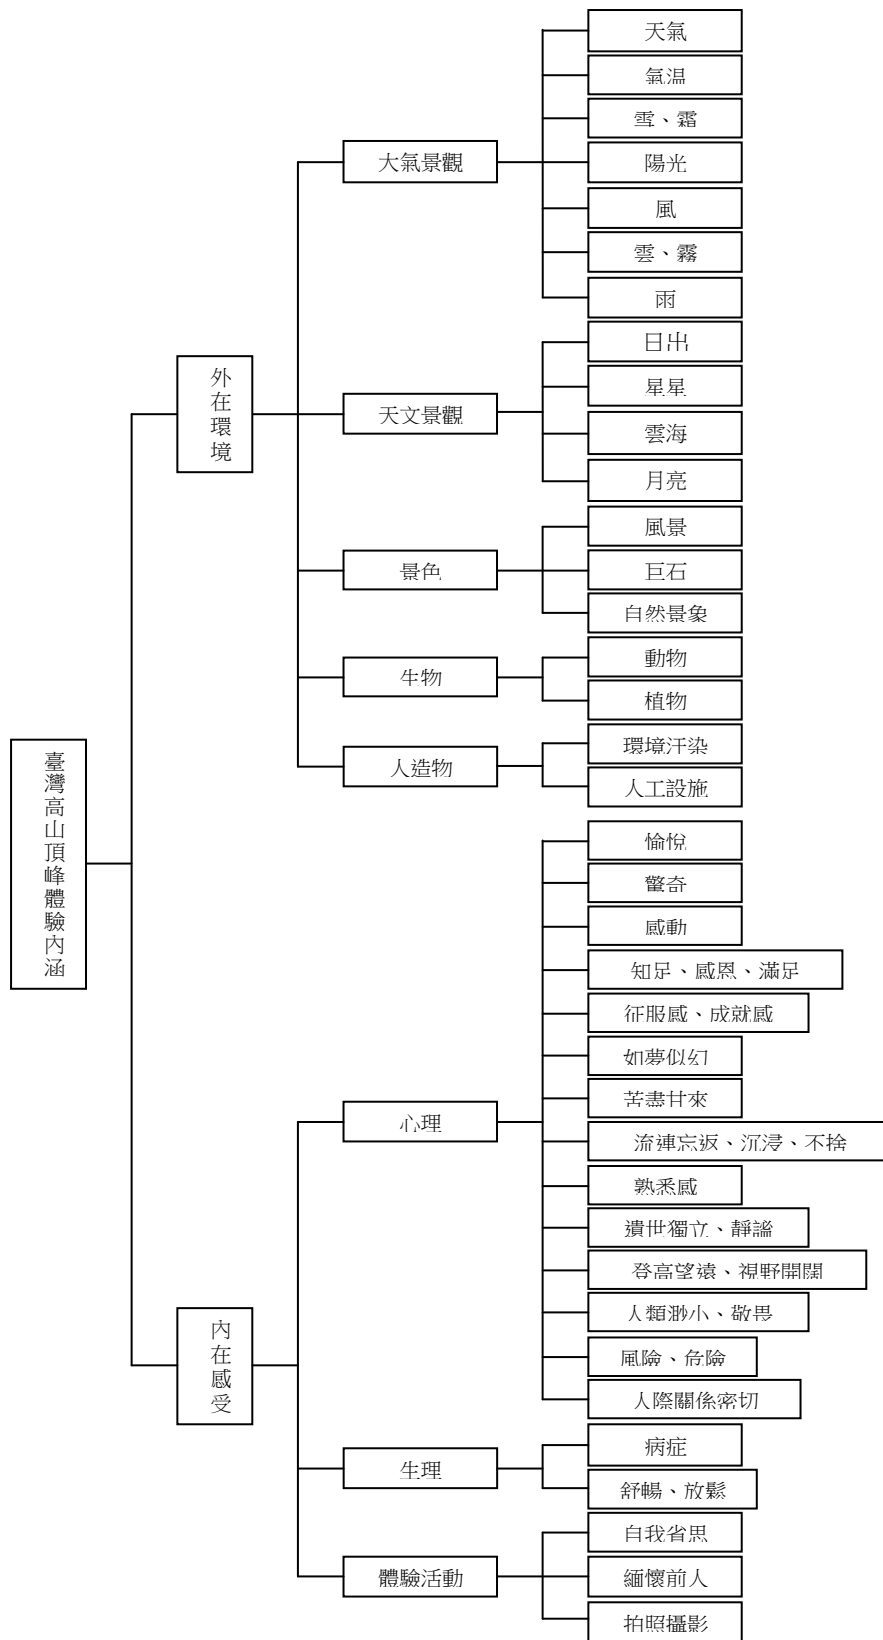 臺灣高山頂峰體驗內涵
外在環境
大氣景觀
天氣
氣溫
雪、霜
陽光
風
雲、霧
雨
天文景觀
日出
星星
雲海
月亮
景色
風景
巨石
自然景象
生物
動物
植物
人造物
環境汙染
人工設施
內在感受
心理
愉悅
驚奇
感動
知足、感恩、滿足
征服感、成就感
如夢似幻
苦盡甘來
流連忘返、沉浸、不捨
熟悉感
遺世獨立、靜謐
登高望遠、視野開闊
人類渺小、敬畏
風險、危險
人際關係密切
生理
病症
舒暢、放鬆
體驗活動
自我省思
緬懷前人
拍照攝影